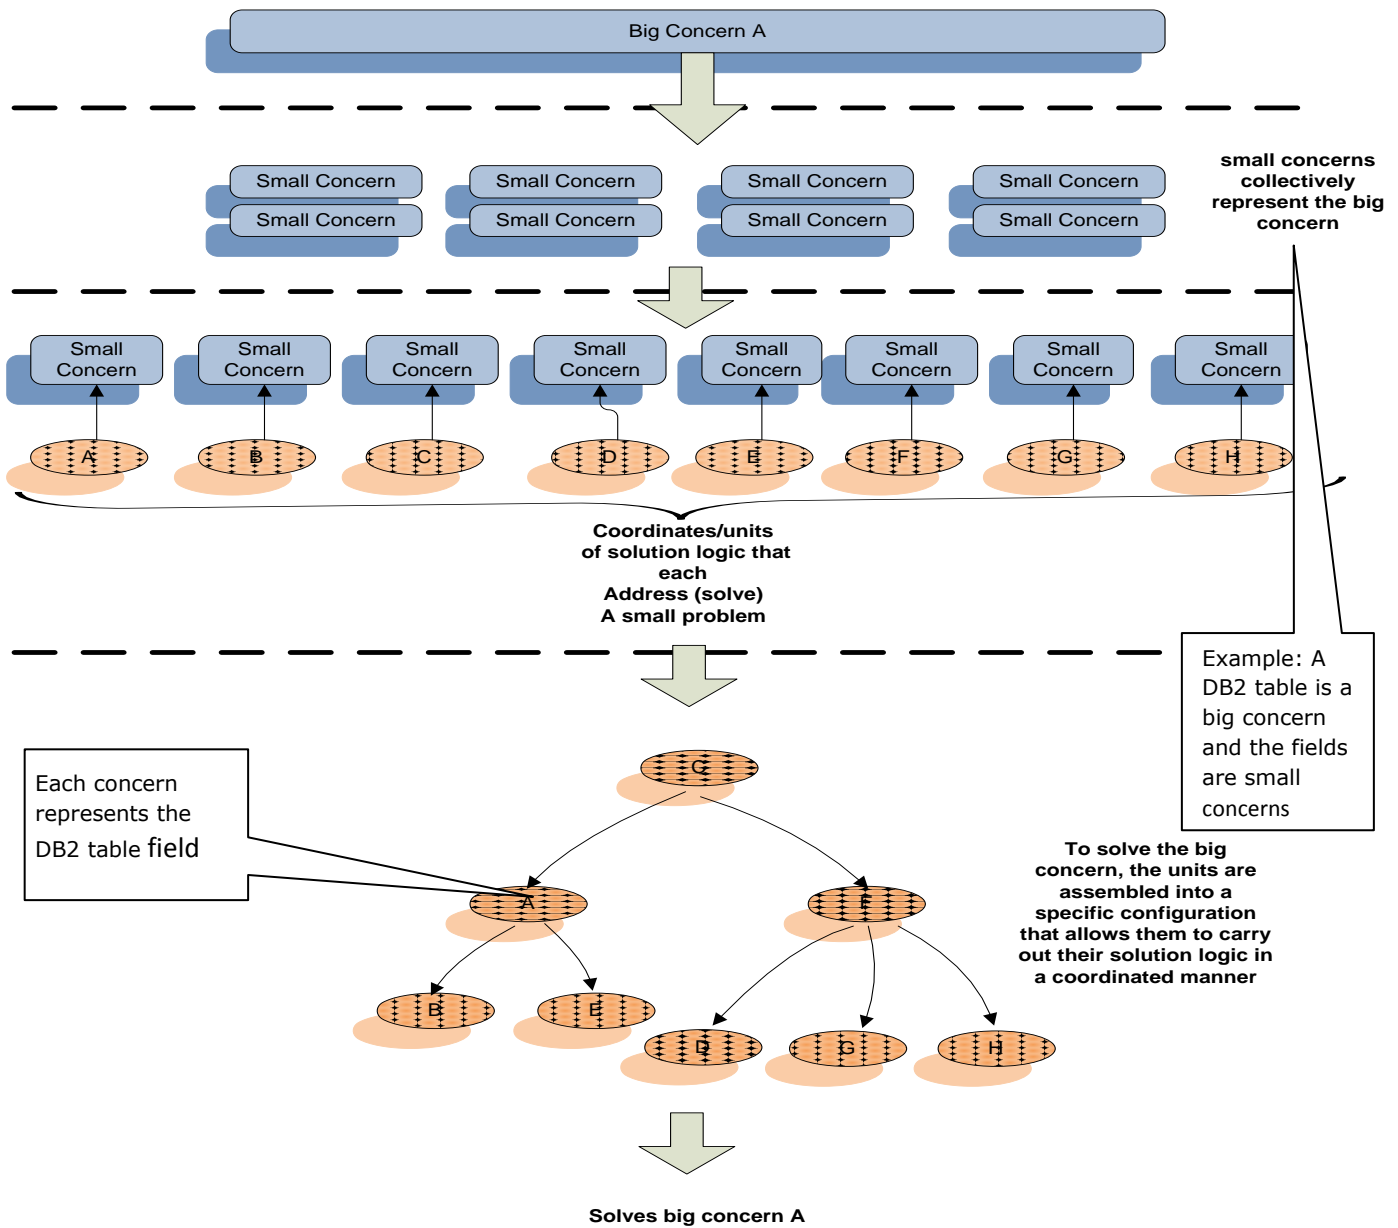 Big Concern A
small concerns
collectively
represent the big
concern
Small Concern
Small Concern
Small Concern
Small Concern
Small Concern
Small Concern
Small Concern
Small Concern
Small
Concern
Small
Concern
Small
Concern
Small
Concern
Small
Concern
Small
Concern
Small
Concern
Small
Concern
A
B
C
D
E
F
G
H
Coordinates/units
of solution logic that
each
Address (solve)
A small problem
Example: A
DB2 table is a
big concern
and the fields
are small
concerns
Each concern
represents the
DB2 table field
C
To solve the big
concern, the units are
assembled into a
specific configuration
that allows them to carry
out their solution logic in
a coordinated manner
A
F
B
E
D
G
H
Solves big concern A